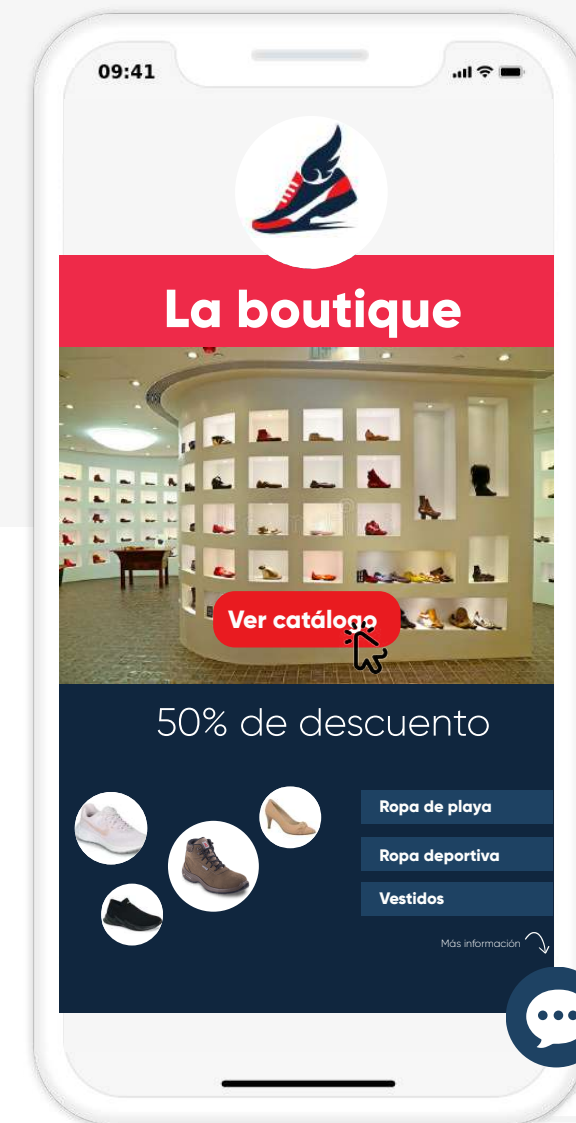 09:41
La boutique
Ver catálogo
50% de descuento
Ropa de playa
Ropa deportiva
Vestidos
Más información